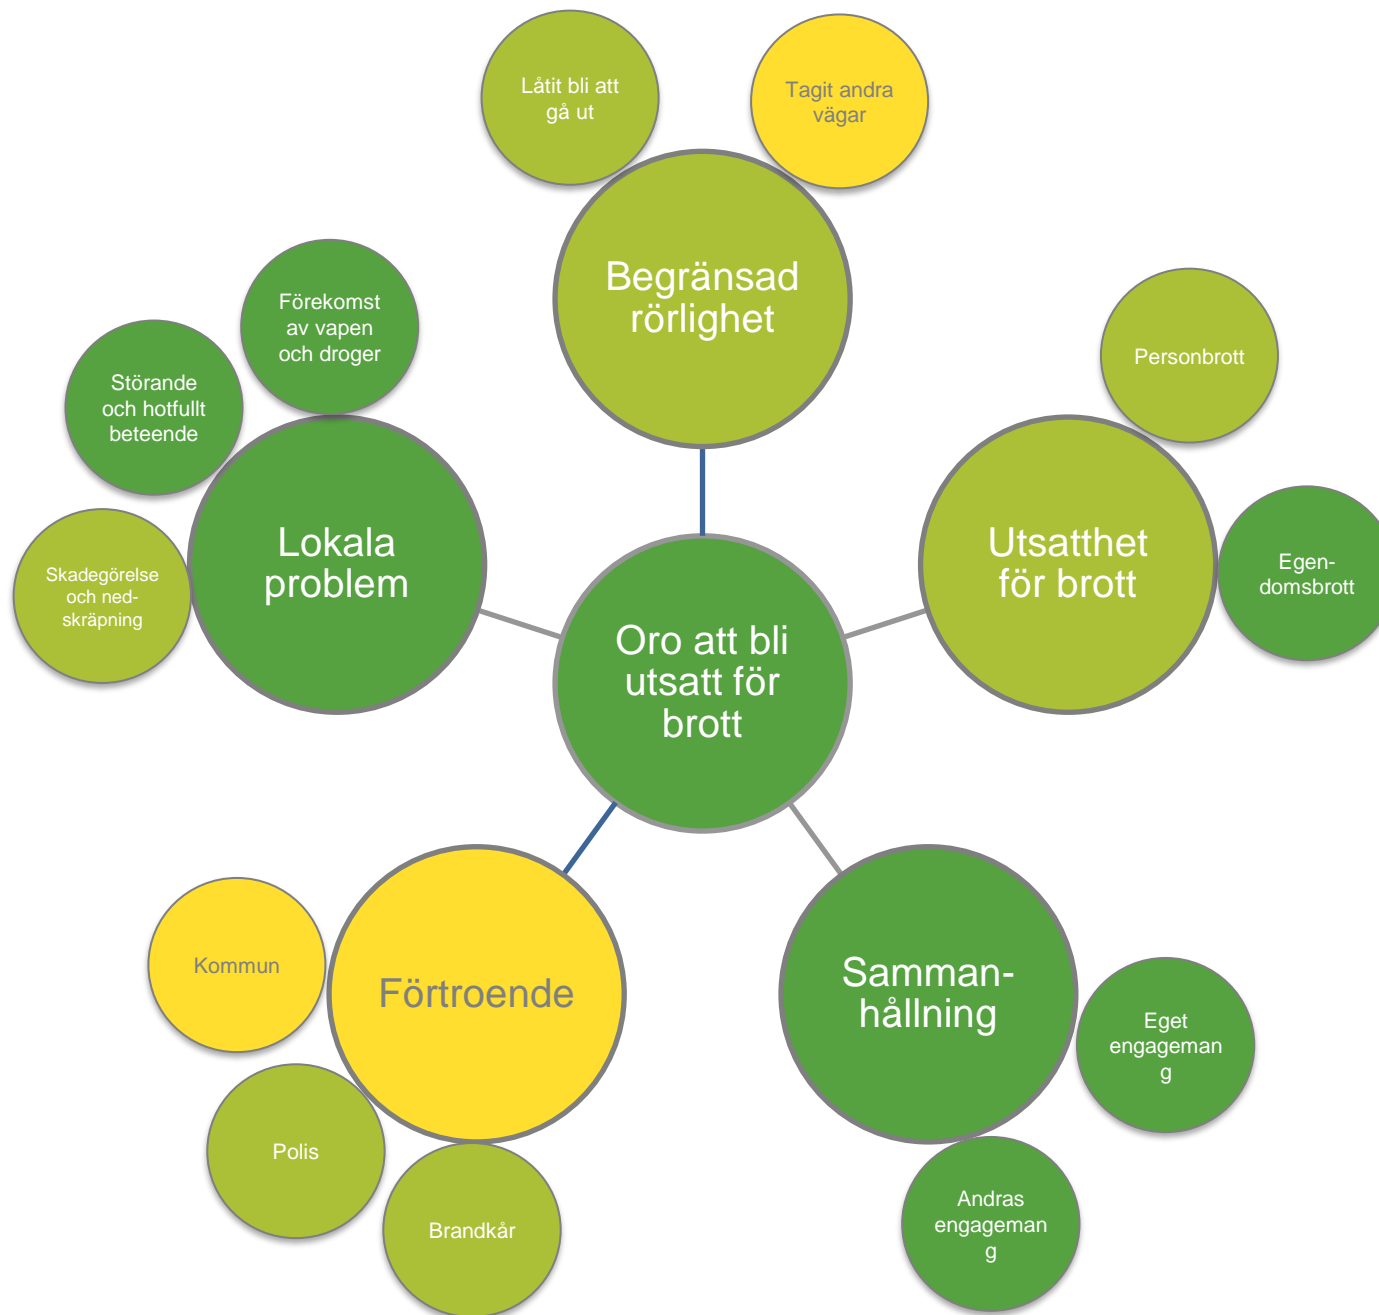 Låtit bli att
gå ut
Tagit andra
vägar
Begränsad
rörlighet
Förekomst
av vapen
och droger
Störande
och hotfullt
beteende
Skadegörelse
och ned-
skräpning
Lokala
problem
Personbrott
Egen-
domsbrott
Utsatthet
för brott
Oro att bli
utsatt för
brott
Kommun
Förtroende
Polis
Brandkår
Samman-
hållning
Eget
engageman
g
Andras
engageman
g